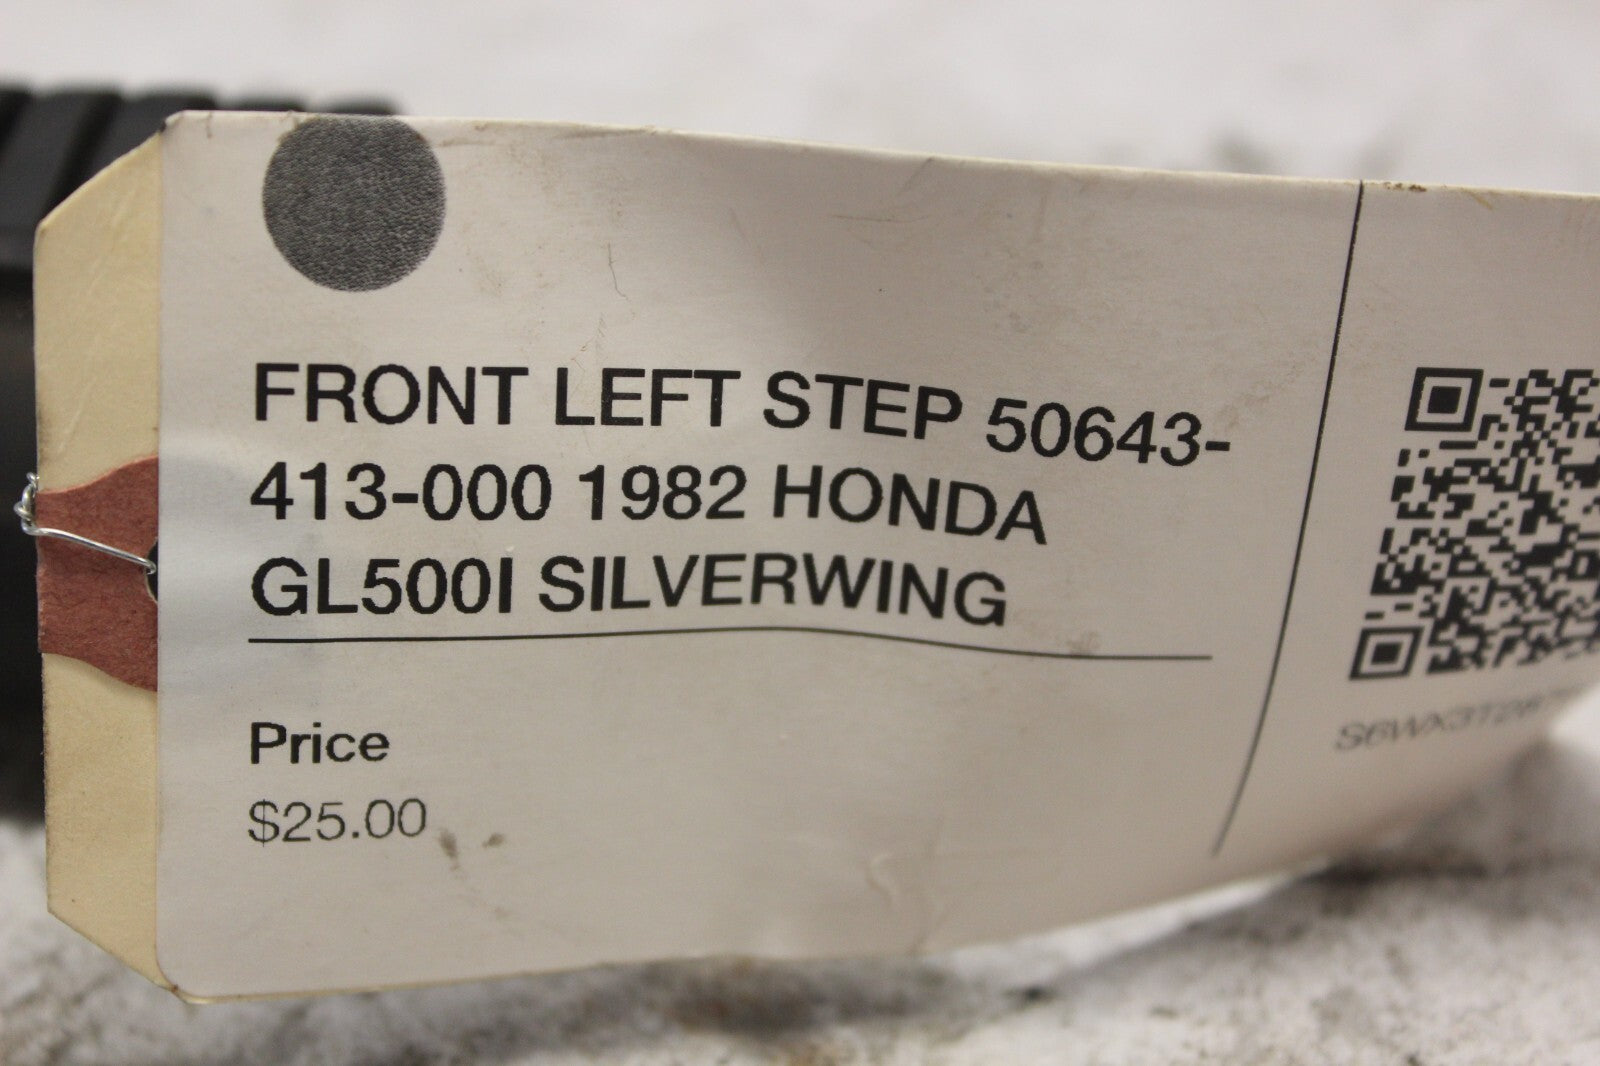 FRONT LEFT STEP 50643-
413-000 1982 HONDA
GL500I SILVERWING
Price
$25.00